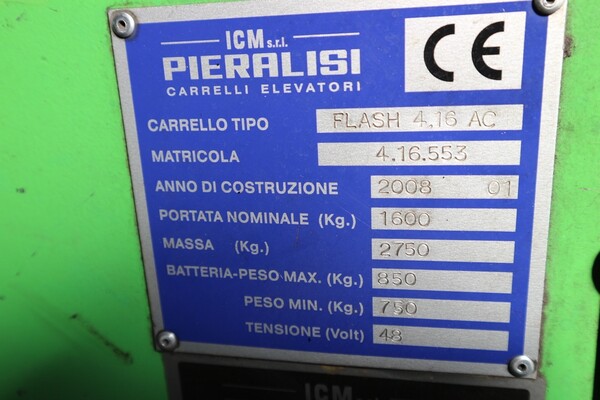 ICM s.r.l.
PIERALISI
CARRELLI ELEVATORI
CE
CARRELLO TIPO FLASH 4.16 AC
MATRICOLA 4.16.553
ANNO DI COSTRUZIONE 2008 01
PORTATA NOMINALE (Kg.) 1600
MASSA (Kg.) 2750
BATTERIA-PESO MAX. (Kg.) 850
PESO MIN. (Kg.) 750
TENSIONE (Volt) 48
ICM s.r.l.